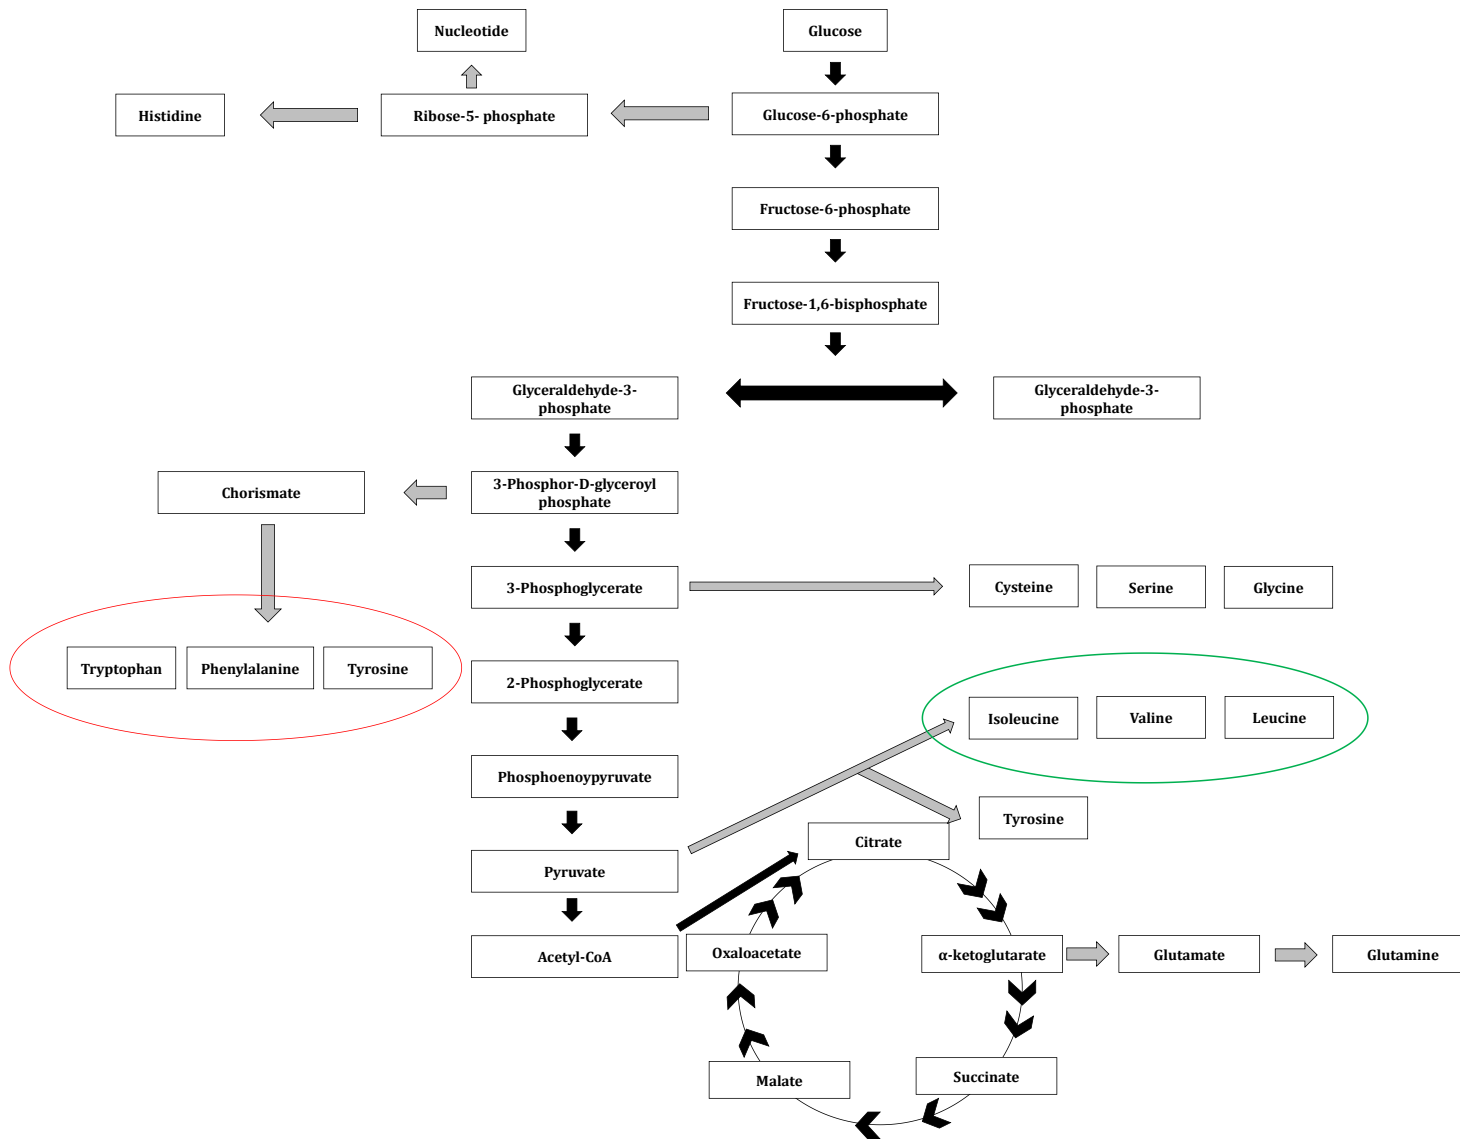 Nucleotide
Glucose
Histidine
Ribose-5- phosphate
Glucose-6-phosphate
Fructose-6-phosphate
Fructose-1,6-bisphosphate
Glyceraldehyde-3-
phosphate
Glyceraldehyde-3-
phosphate
Chorismate
3-Phosphor-D-glyceroyl
phosphate
3-Phosphoglycerate
Cysteine
Serine
Glycine
Tryptophan
Phenylalanine
Tyrosine
2-Phosphoglycerate
Isoleucine
Valine
Leucine
Phosphoenoypyruvate
Tyrosine
Citrate
Pyruvate
Acetyl-CoA
Oxaloacetate
α-ketoglutarate
Glutamate
Glutamine
Malate
Succinate